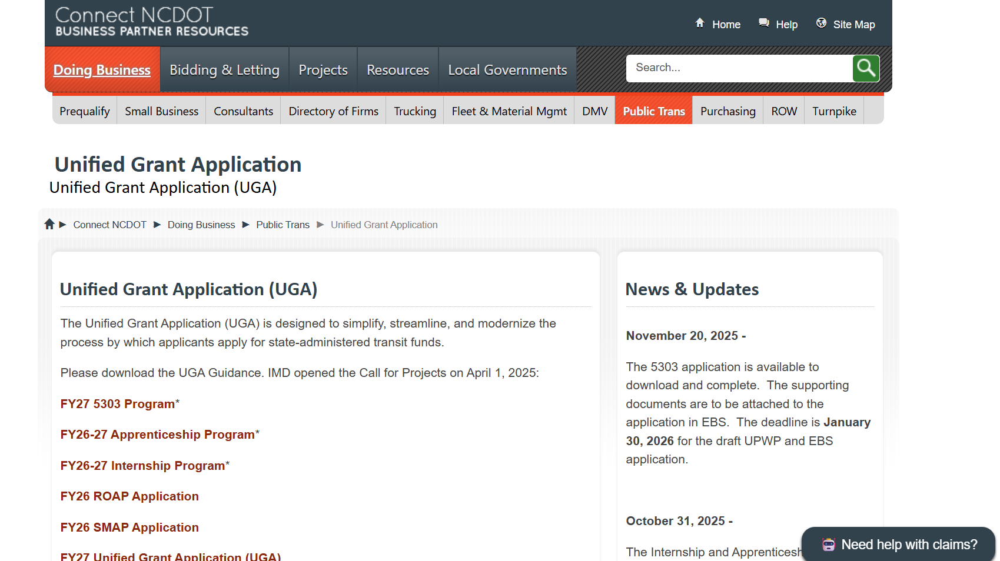 Connect NCDOT
BUSINESS PARTNER RESOURCES
Home
Help
Site Map
Doing Business
Bidding & Letting
Projects
Resources
Local Governments
Search...
Prequalify
Small Business
Consultants
Directory of Firms
Trucking
Fleet & Material Mgmt
DMV
Public Trans
Purchasing
ROW
Turnpike
Unified Grant Application
Unified Grant Application (UGA)
Connect NCDOT
Doing Business
Public Trans
Unified Grant Application
Unified Grant Application (UGA)
The Unified Grant Application (UGA) is designed to simplify, streamline, and modernize the
process by which applicants apply for state-administered transit funds.
Please download the UGA Guidance. IMD opened the Call for Projects on April 1, 2025:
FY27 5303 Program*
FY26-27 Apprenticeship Program*
FY26-27 Internship Program*
FY26 ROAP Application
FY26 SMAP Application
FY27 Unified Grant Application (UGA)
News & Updates
November 20, 2025 -
The 5303 application is available to
download and complete.  The supporting
documents are to be attached to the
application in EBS.  The deadline is January
30, 2026 for the draft UPWP and EBS
application.
October 31, 2025 -
The Internship and
Need help with claims?